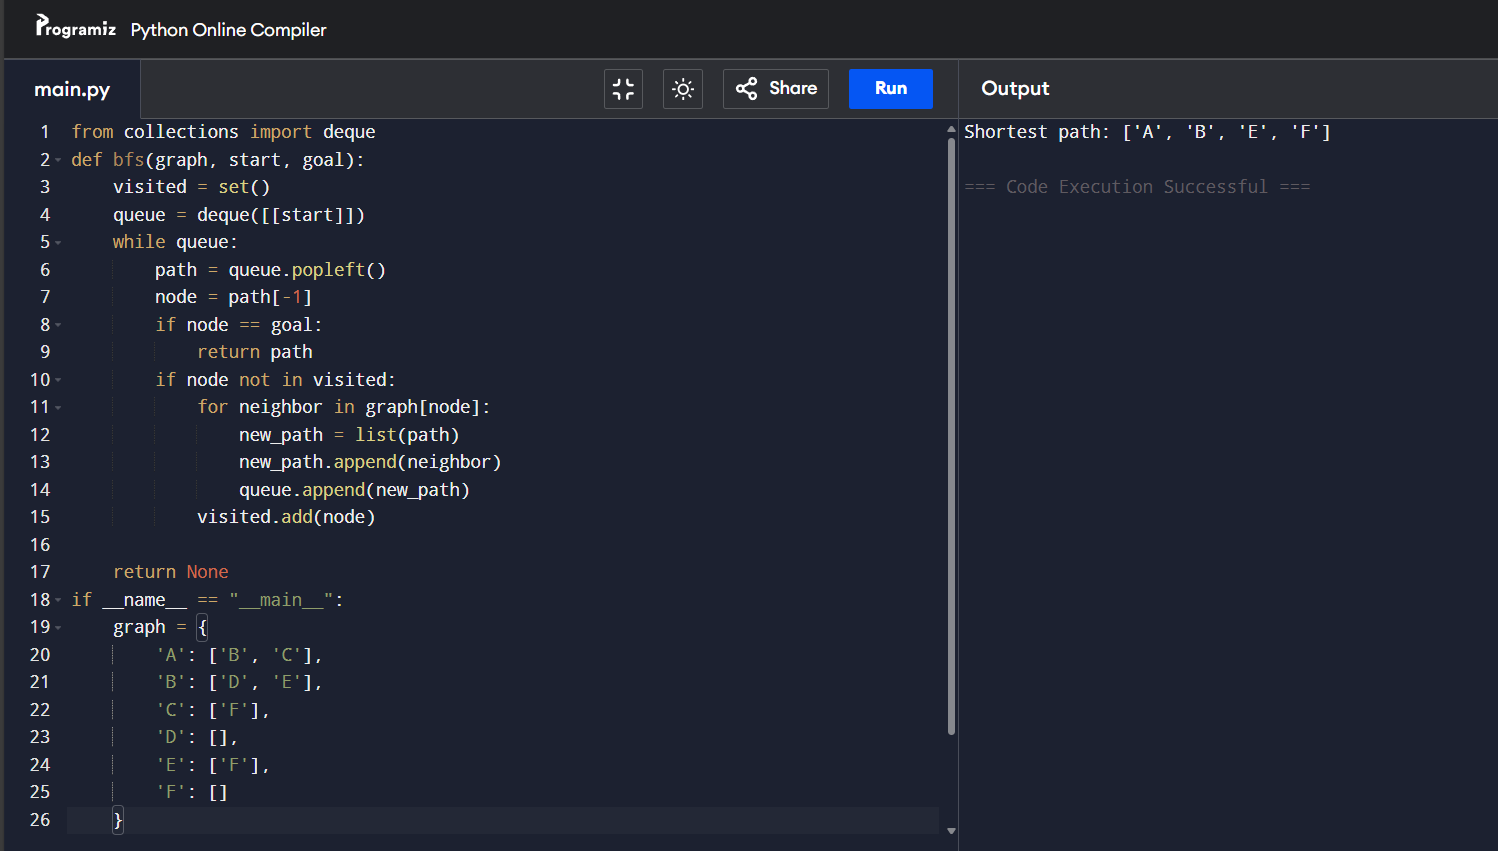 Programiz Python Online Compiler
main.py Share Run Output
1 from collections import deque
2 def bfs(graph, start, goal):
3     visited = set()
4     queue = deque([[start]])
5     while queue:
6         path = queue.popleft()
7         node = path[-1]
8         if node == goal:
9             return path
10         if node not in visited:
11             for neighbor in graph[node]:
12                 new_path = list(path)
13                 new_path.append(neighbor)
14                 queue.append(new_path)
15             visited.add(node)
16
17     return None
18 if __name__ == "__main__":
19     graph = {
20         'A': ['B', 'C'],
21         'B': ['D', 'E'],
22         'C': ['F'],
23         'D': [],
24         'E': ['F'],
25         'F': []
26     }
Shortest path: ['A', 'B', 'E', 'F']
=== Code Execution Successful ===